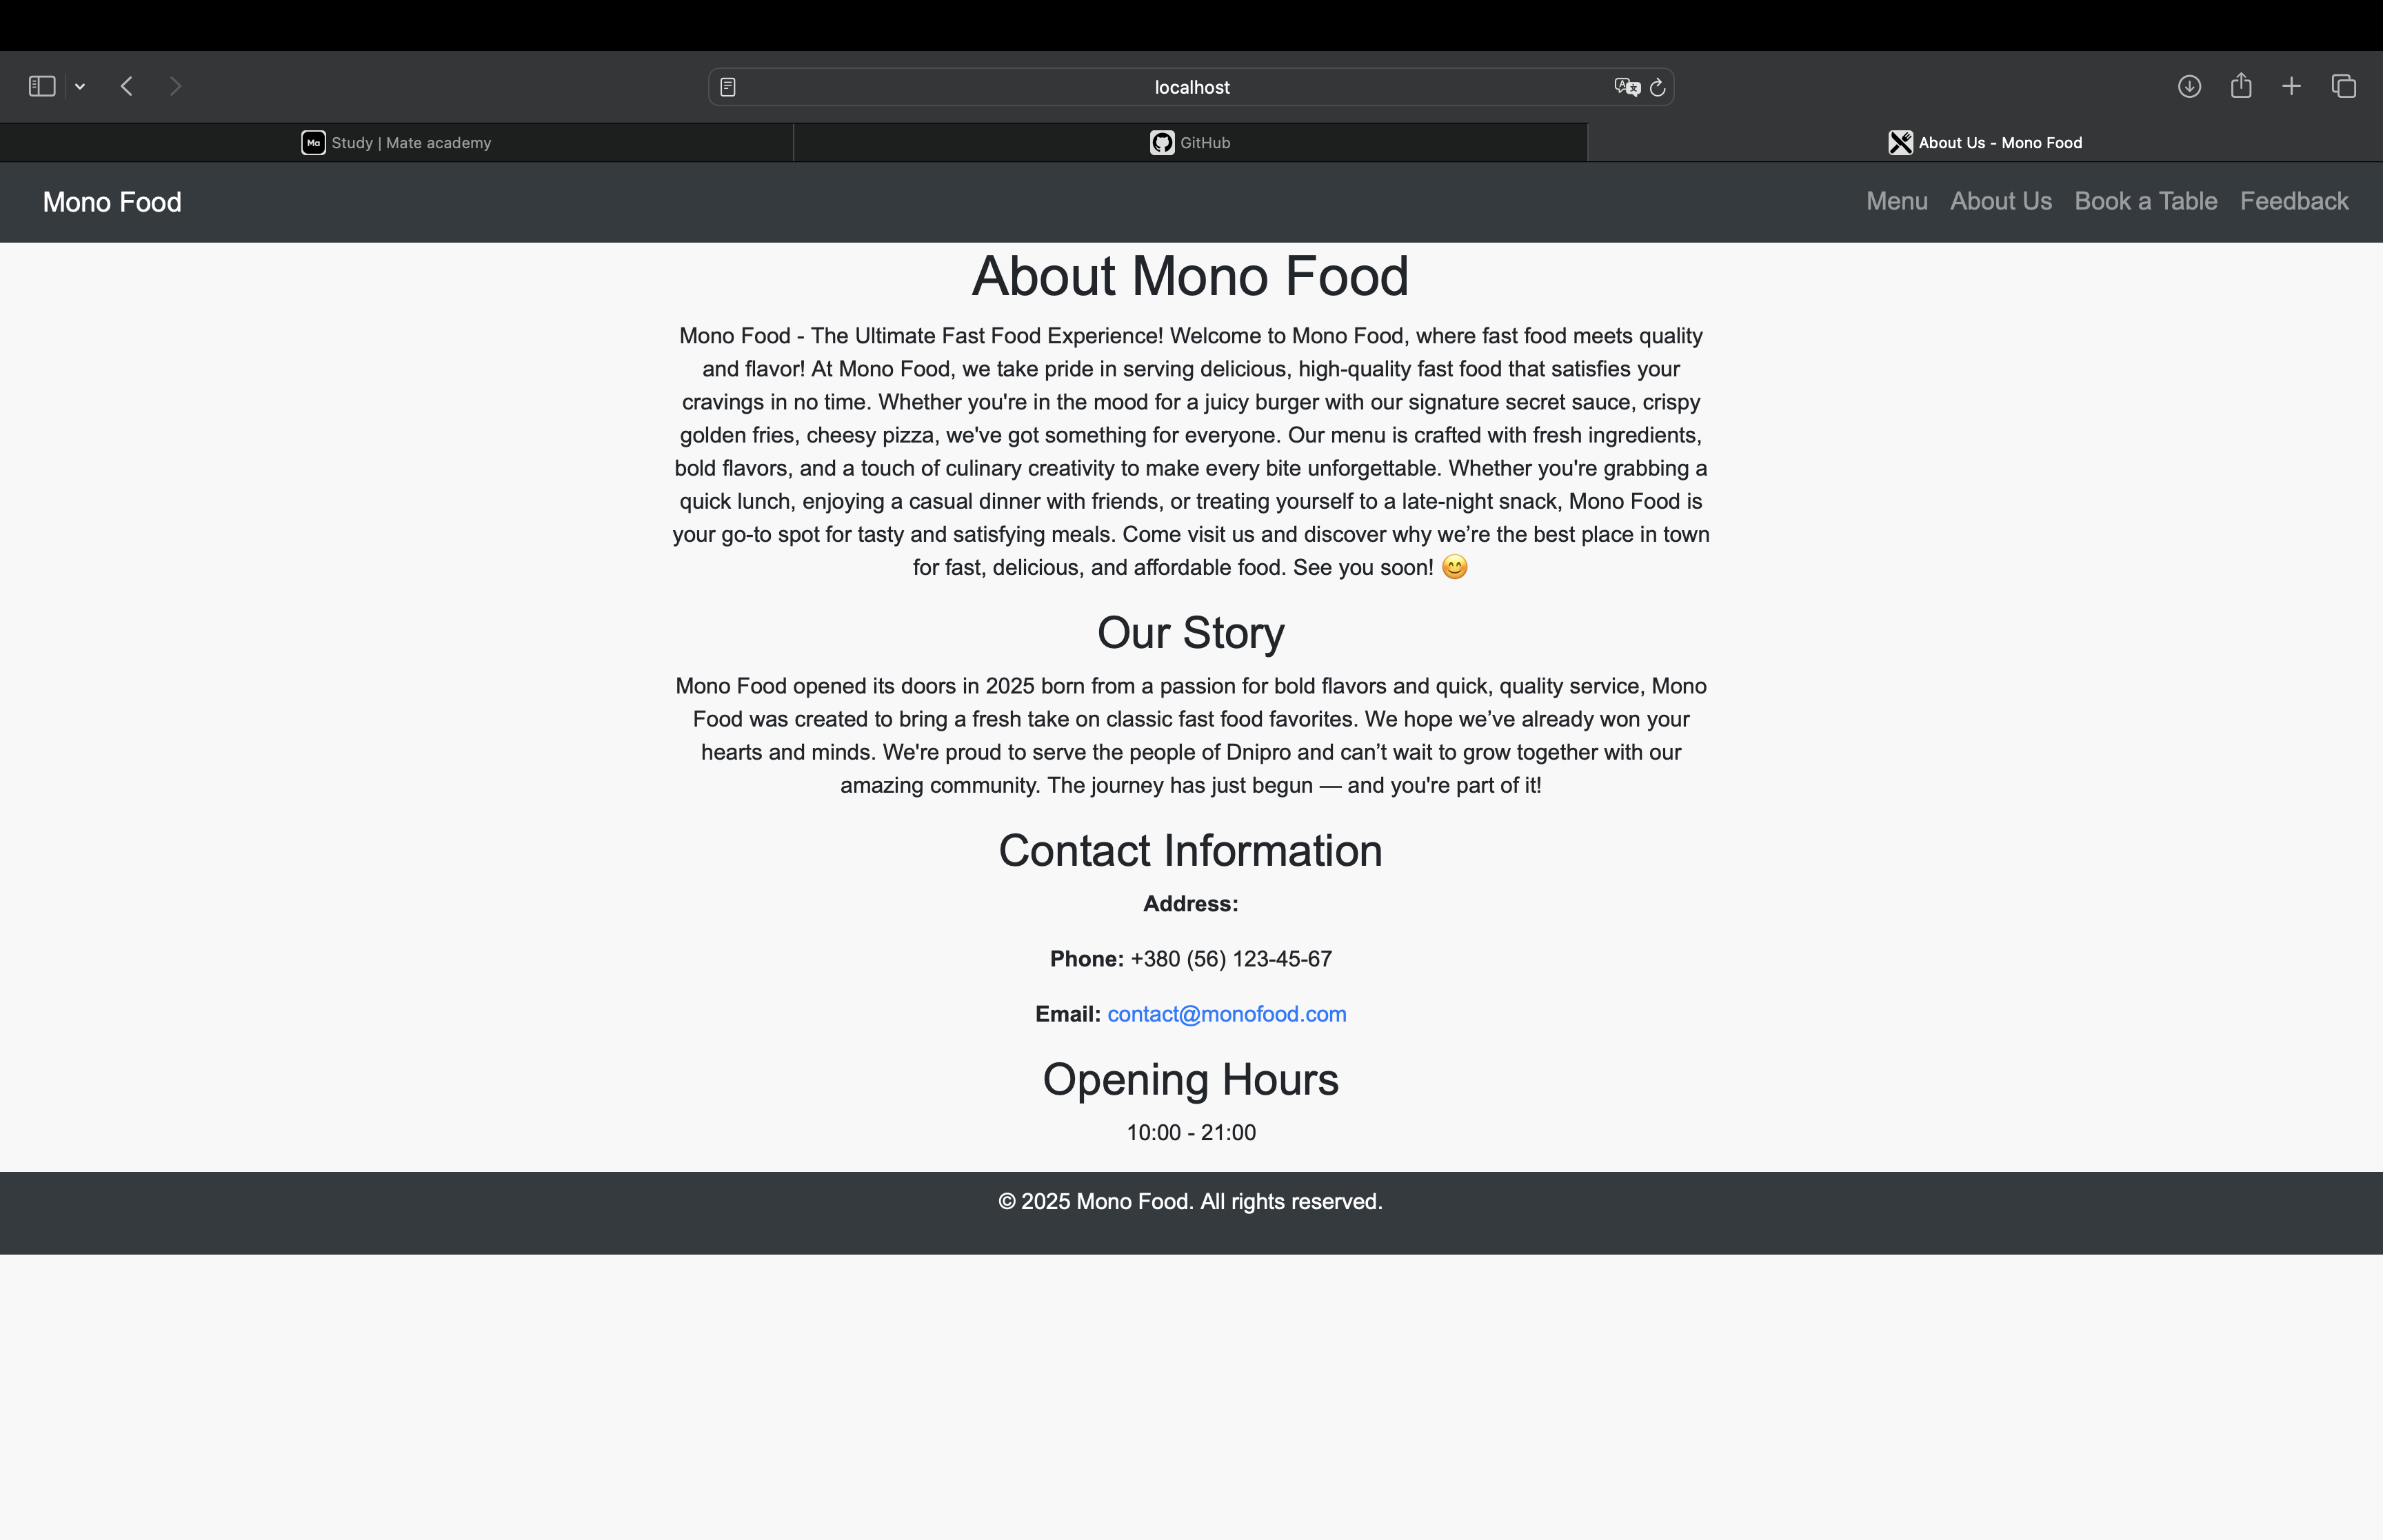 localhost
Ma Study | Mate academy
GitHub
About Us - Mono Food
Mono Food
Menu About Us Book a Table Feedback
About Mono Food
Mono Food - The Ultimate Fast Food Experience! Welcome to Mono Food, where fast food meets quality
and flavor! At Mono Food, we take pride in serving delicious, high-quality fast food that satisfies your
cravings in no time. Whether you're in the mood for a juicy burger with our signature secret sauce, crispy
golden fries, cheesy pizza, we've got something for everyone. Our menu is crafted with fresh ingredients,
bold flavors, and a touch of culinary creativity to make every bite unforgettable. Whether you're grabbing a
quick lunch, enjoying a casual dinner with friends, or treating yourself to a late-night snack, Mono Food is
your go-to spot for tasty and satisfying meals. Come visit us and discover why we’re the best place in town
for fast, delicious, and affordable food. See you soon! 😊
Our Story
Mono Food opened its doors in 2025 born from a passion for bold flavors and quick, quality service, Mono
Food was created to bring a fresh take on classic fast food favorites. We hope we’ve already won your
hearts and minds. We're proud to serve the people of Dnipro and can’t wait to grow together with our
amazing community. The journey has just begun — and you're part of it!
Contact Information
Address:
Phone: +380 (56) 123-45-67
Email: contact@monofood.com
Opening Hours
10:00 - 21:00
© 2025 Mono Food. All rights reserved.